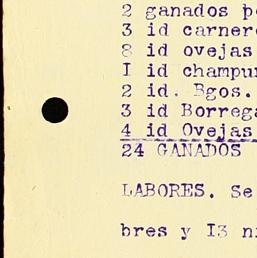 2 ganados p
3 id carner
8 id ovejas
I id champu
2 id. Bgos.
3 id Borreg
4 id Ovejas
24 GANADOS
LABORES. Se
bres y I3 n